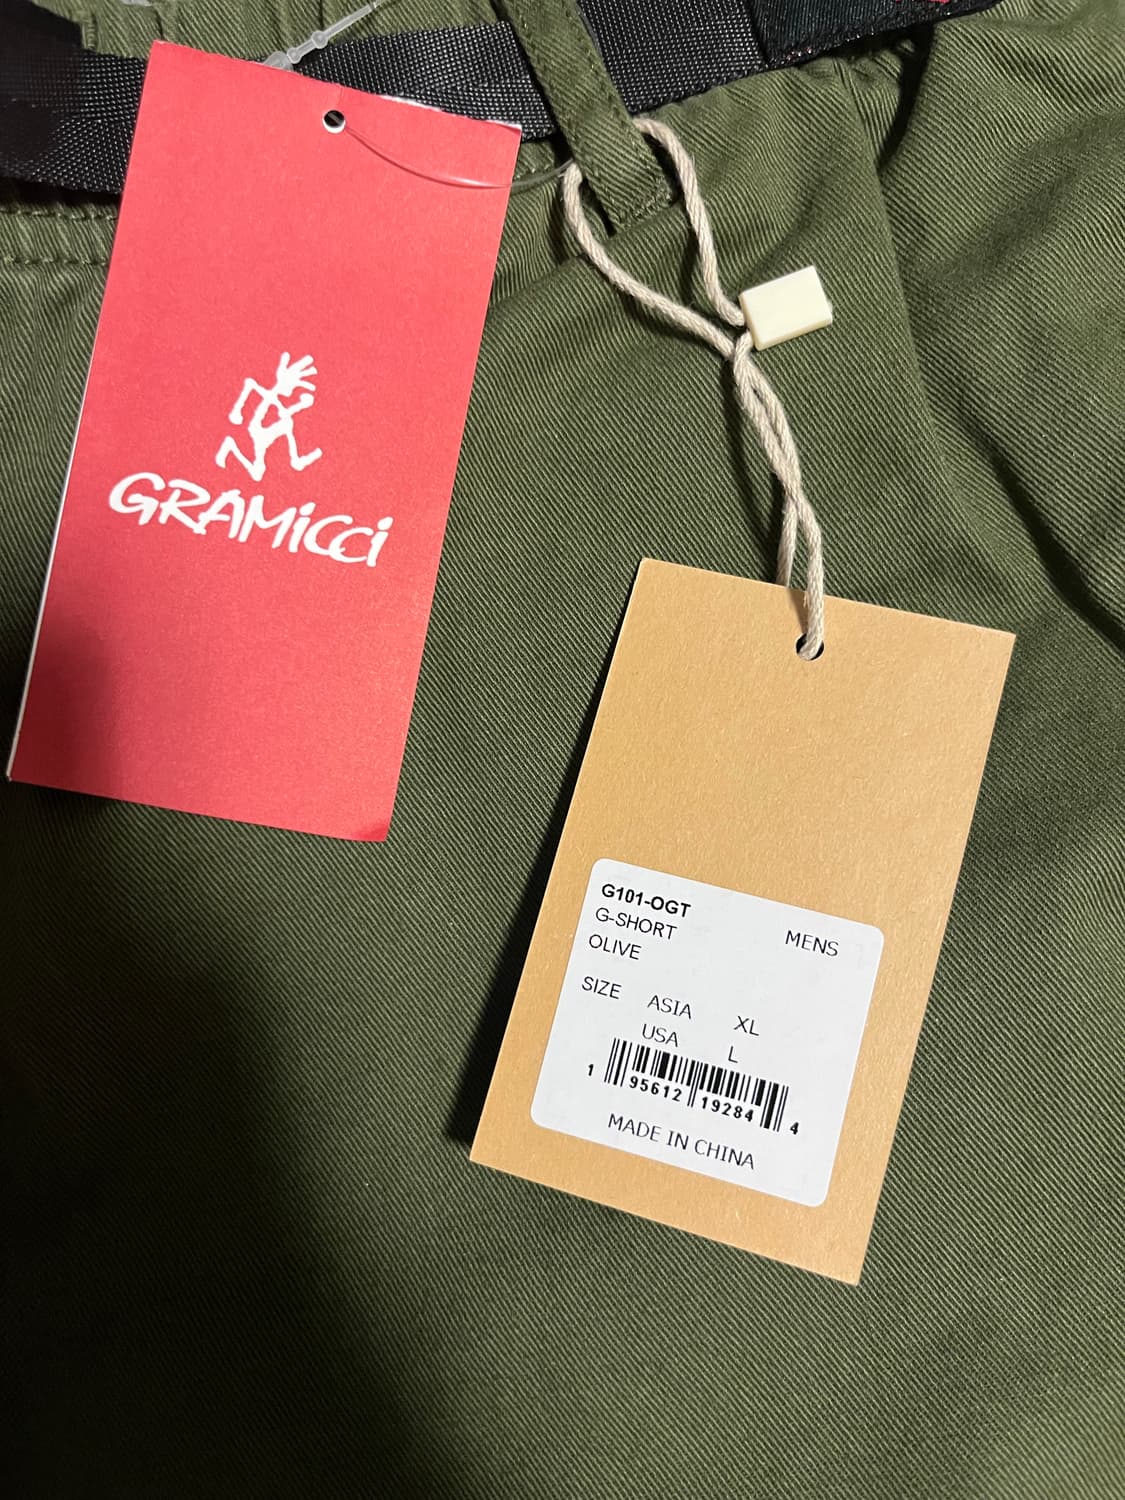 GRAMiCCi
G101-OGT
G-SHORT MENS
OLIVE
SIZE ASIA XL
USA L
1 95612 19284 4
MADE IN CHINA